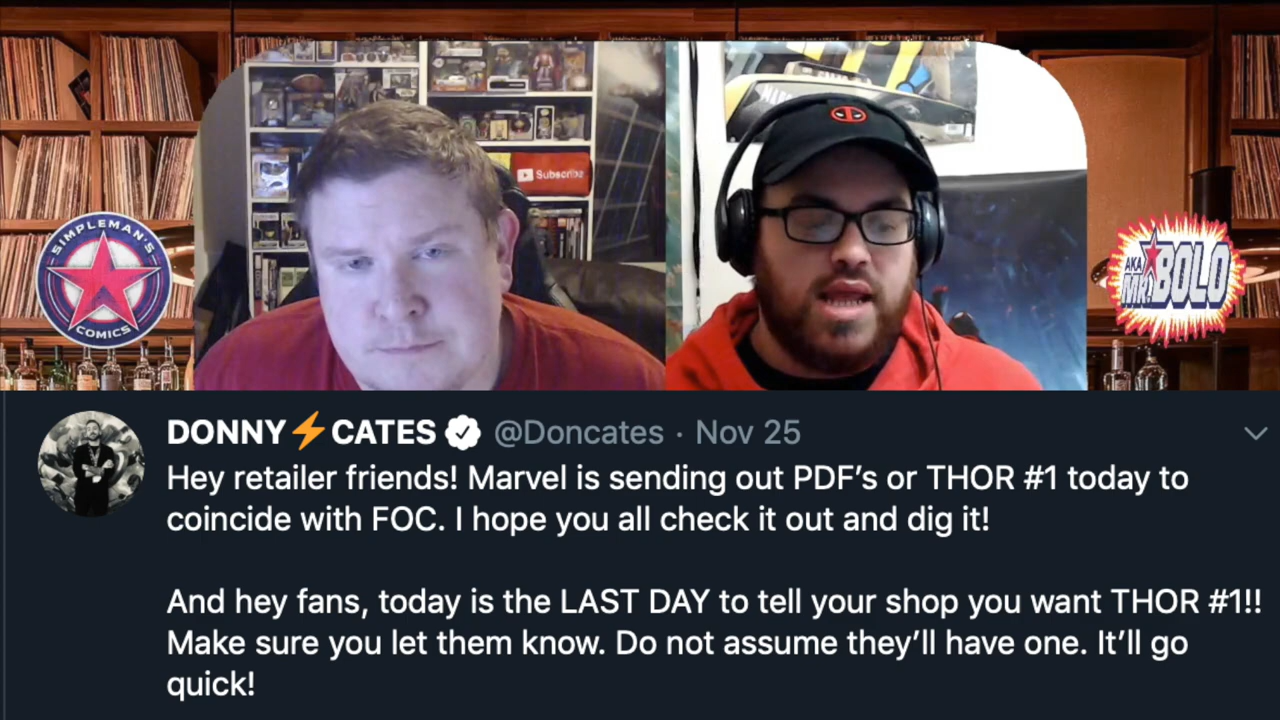 SIMPLEMAN'S
COMICS
Subscribe
AKA
MR. BOLO
DONNY⚡CATES @Doncates · Nov 25
Hey retailer friends! Marvel is sending out PDF’s or THOR #1 today to
coincide with FOC. I hope you all check it out and dig it!
And hey fans, today is the LAST DAY to tell your shop you want THOR #1!!
Make sure you let them know. Do not assume they’ll have one. It’ll go
quick!